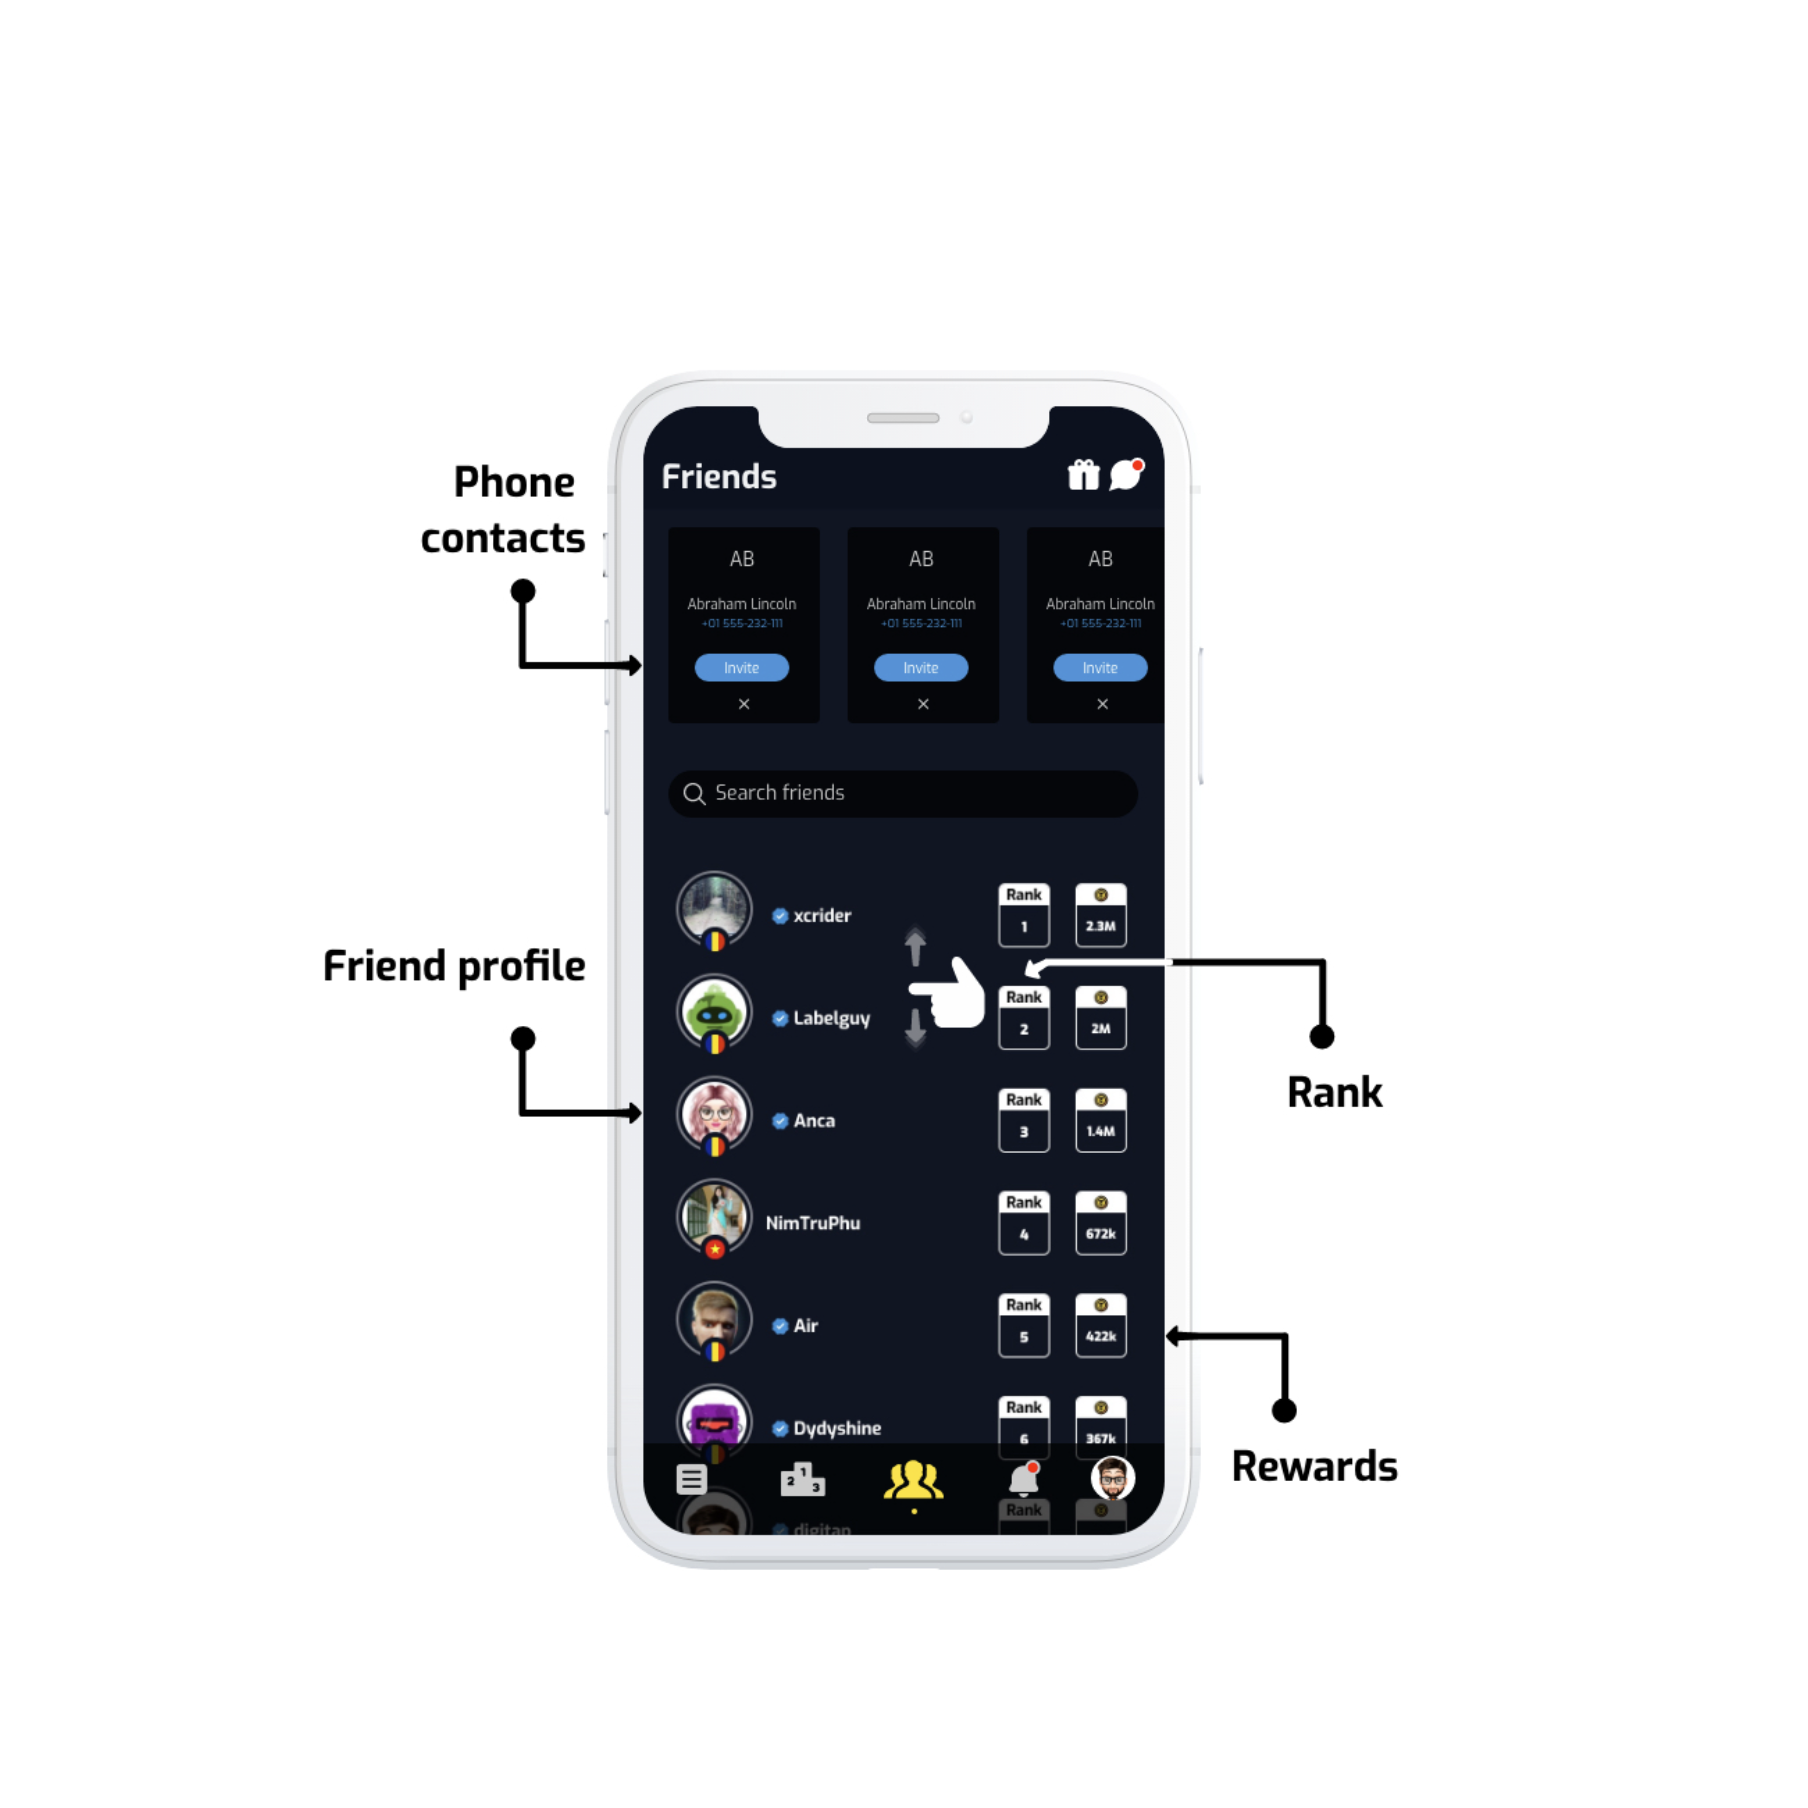 Phone
contacts
Friends
AB
AB
AB
Abraham Lincoln
Abraham Lincoln
Abraham Lincoln
+01 555-232-111
+01 555-232-111
+01 555-232-111
Invite
Invite
Invite
Search friends
xcrider
Rank
1
2.3M
Friend profile
Labelguy
Rank
2
2M
Rank
Anca
Rank
3
1.4M
NimTruPhu
Rank
4
672k
Air
Rank
5
422k
Rewards
Dydyshine
Rank
6
367k
1
2
3
digitap
Rank